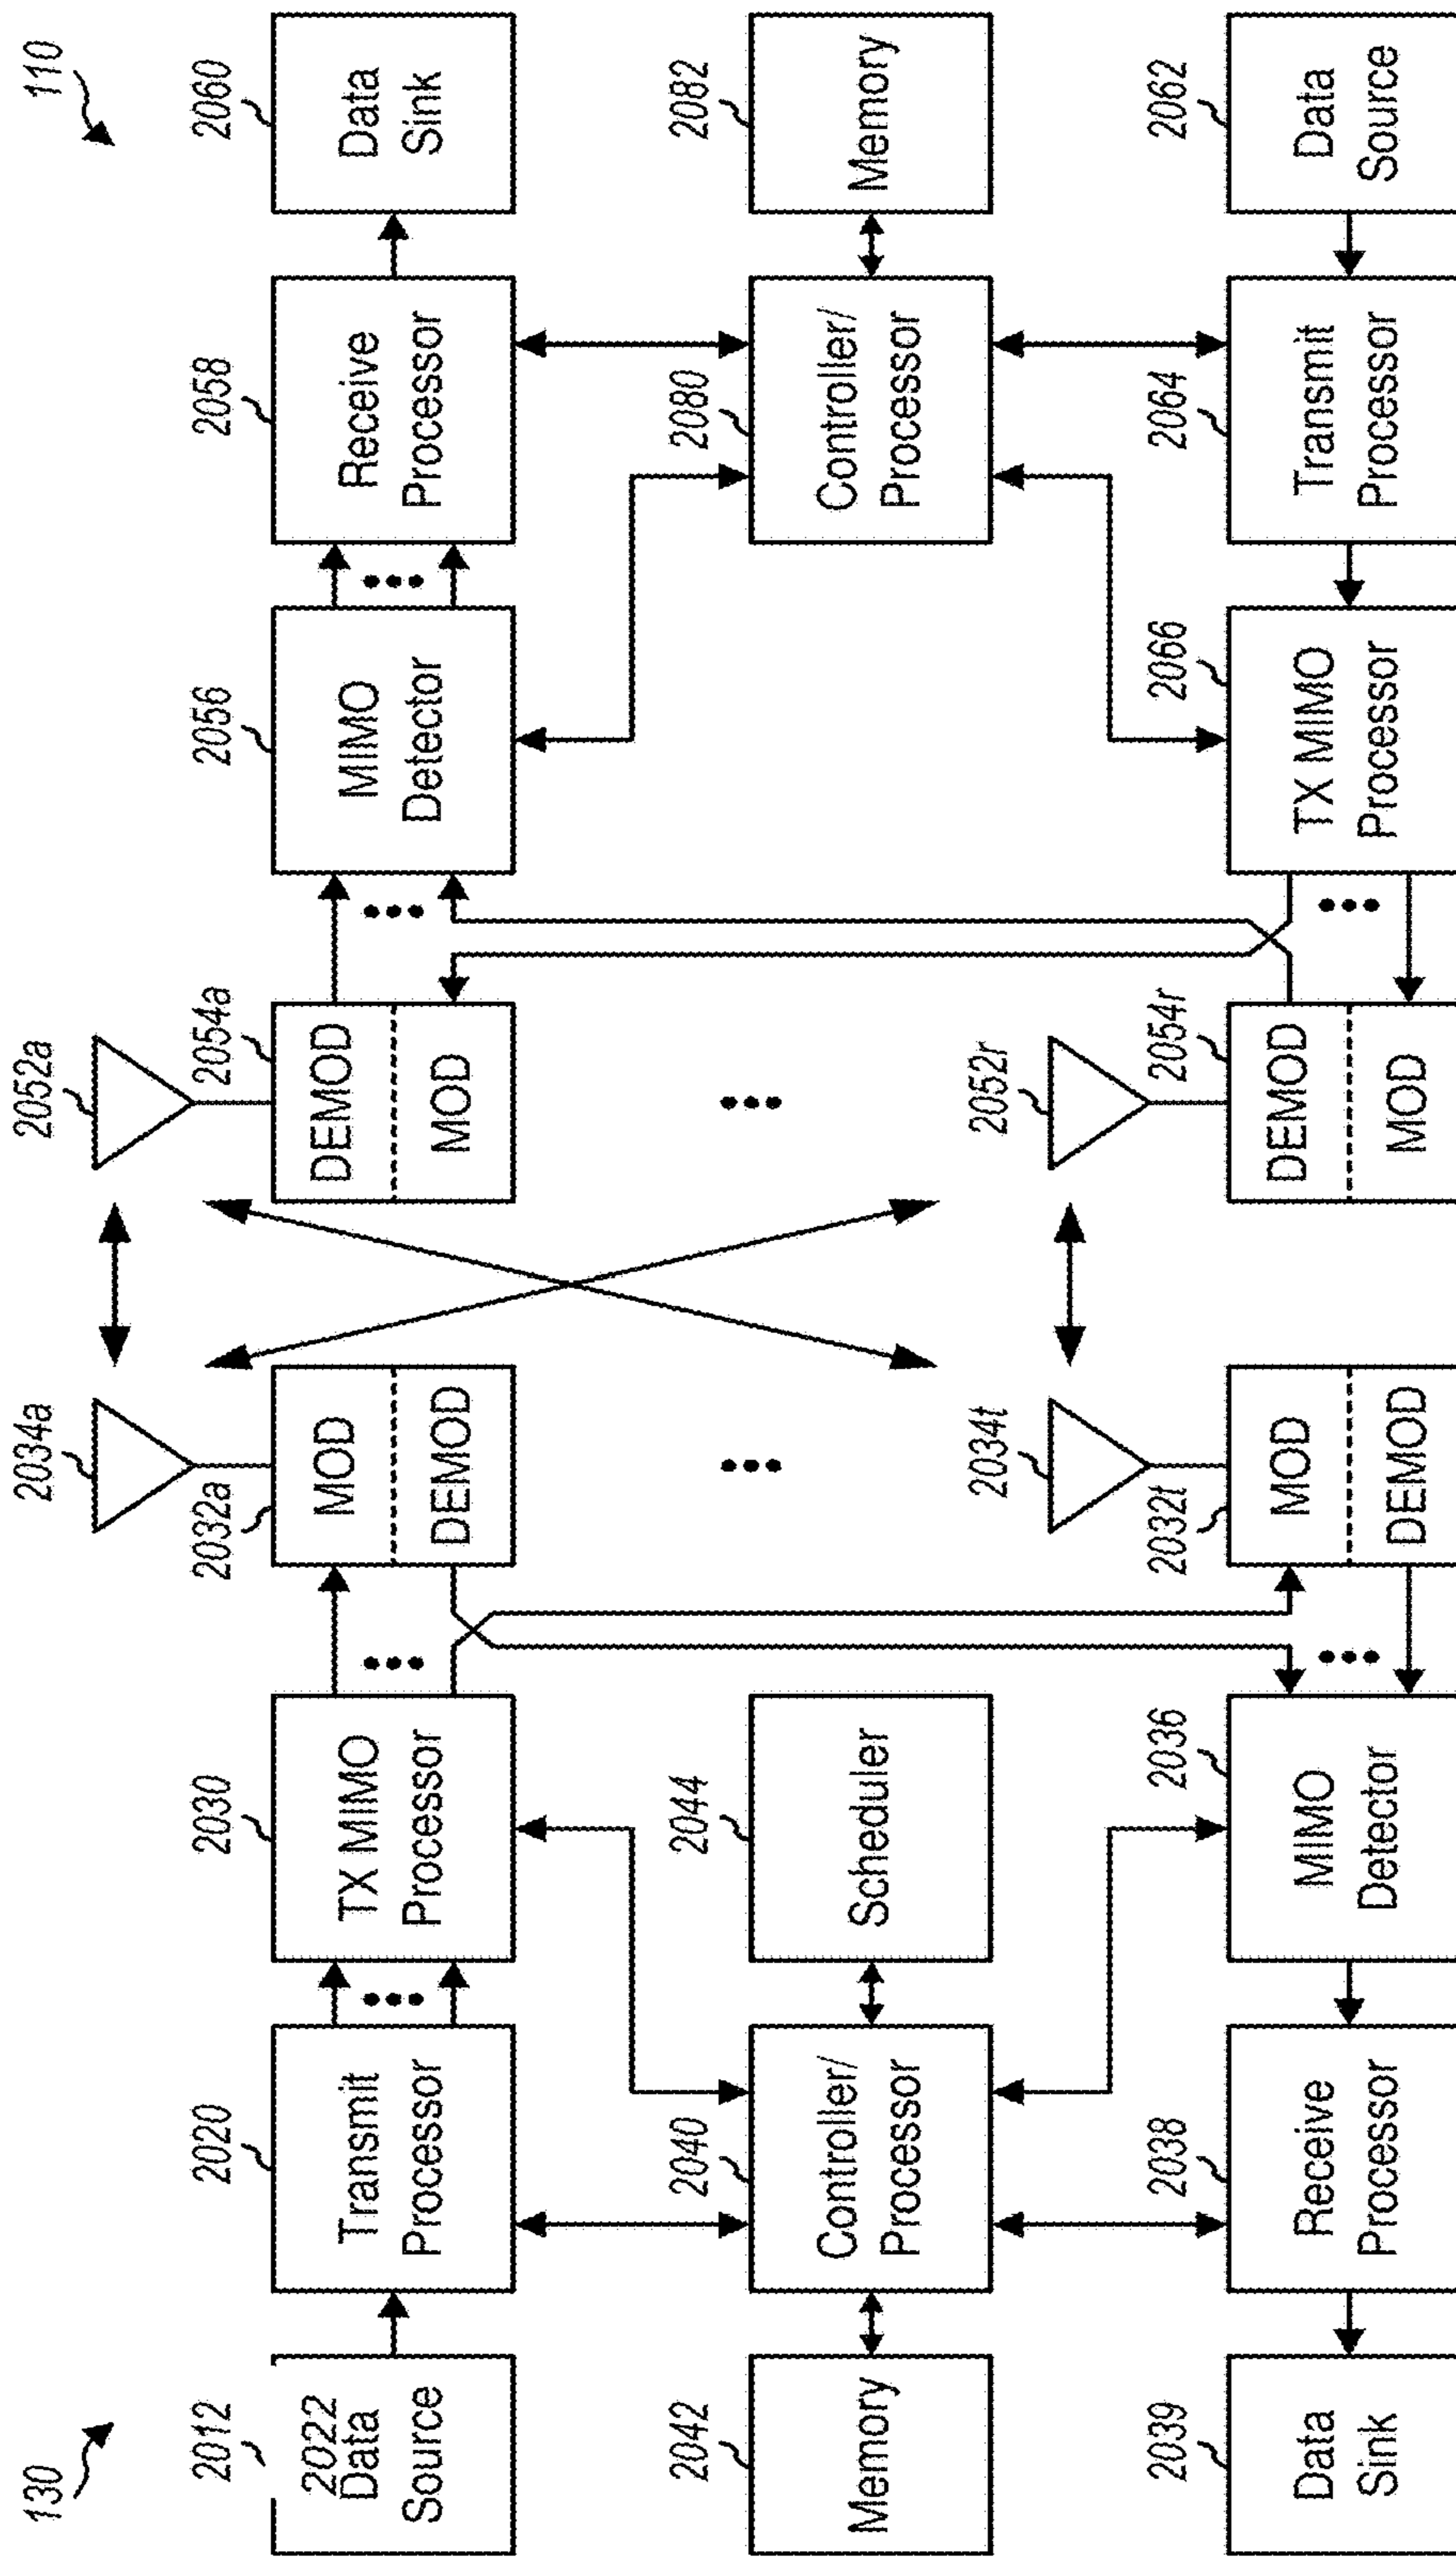 130
110
2034a
2052a
2012
2020
2030
2032a
2054a
2056
2058
2060
2022
Data
Source
Transmit
Processor
TX MIMO
Processor
MOD
DEMOD
DEMOD
MOD
MIMO
Detector
Receive
Processor
Data
Sink
2042
2040
2044
2080
2082
Memory
Controller/
Processor
Scheduler
Controller/
Processor
Memory
2034t
2052r
2039
2038
2036
2032t
2054r
2066
2064
2062
Data
Sink
Receive
Processor
MIMO
Detector
MOD
DEMOD
DEMOD
MOD
TX MIMO
Processor
Transmit
Processor
Data
Source